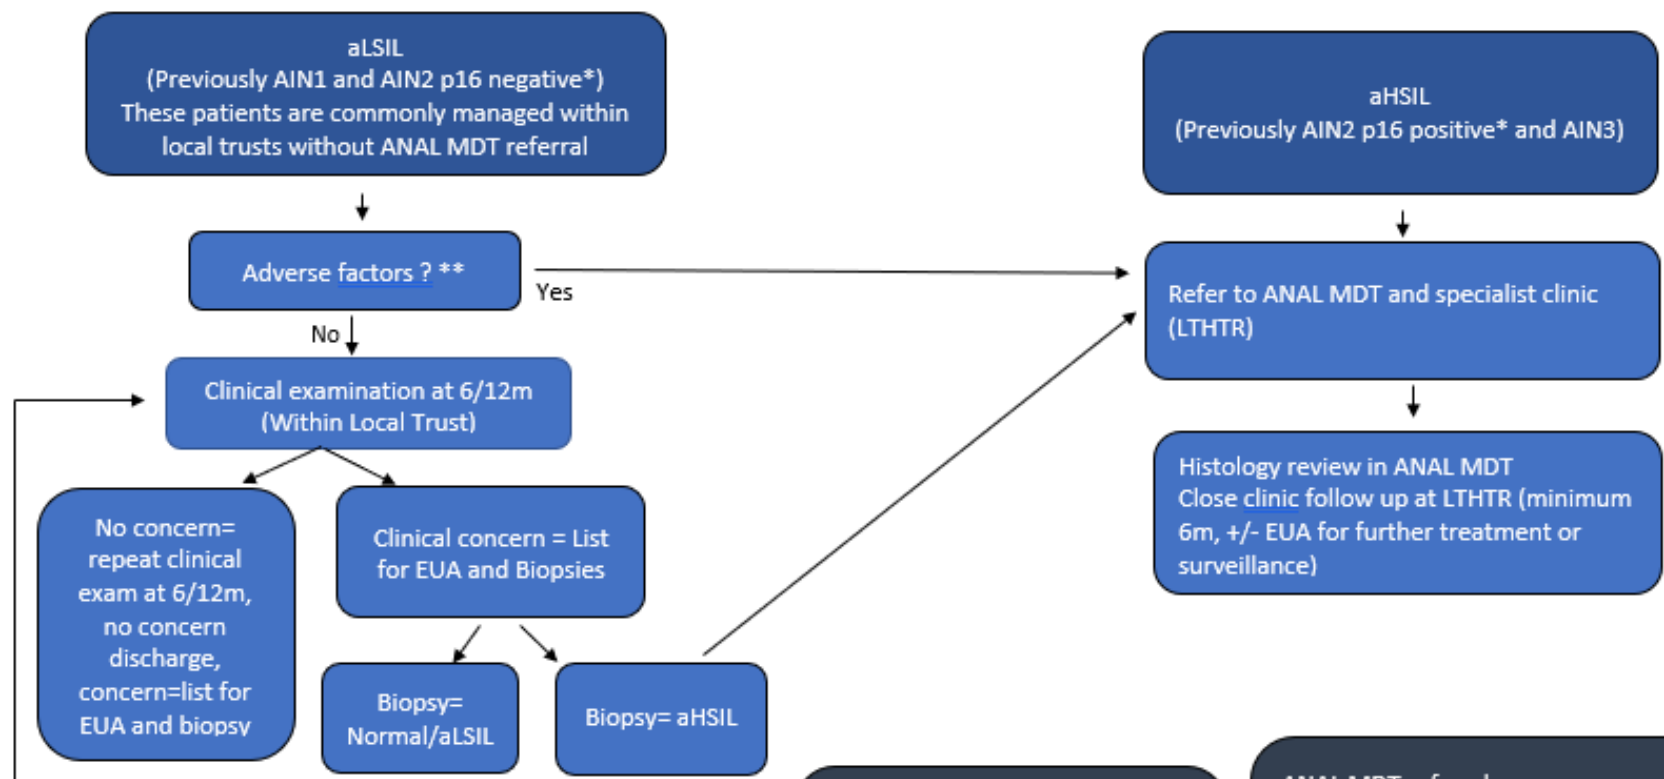 aLSIL
(Previously AIN1 and AIN2 p16 negative*)
These patients are commonly managed within
local trusts without ANAL MDT referral
aHSIL
(Previously AIN2 p16 positive* and AIN3)
Adverse factors ? **
Yes
No
Refer to ANAL MDT and specialist clinic
(LTHTR)
Clinical examination at 6/12m
(Within Local Trust)
Histology review in ANAL MDT
Close clinic follow up at LTHTR (minimum
6m, +/- EUA for further treatment or
surveillance)
No concern=
repeat clinical
exam at 6/12m,
no concern
discharge,
concern=list for
EUA and biopsy
Clinical concern = List
for EUA and Biopsies
Biopsy=
Normal/aLSIL
Biopsy= aHSIL